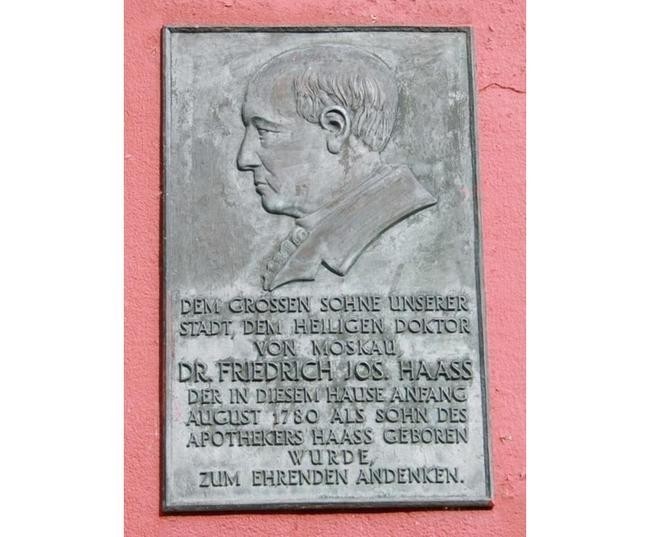 DEM GROSSEN SOHNE UNSERER
STADT, DEM HEILIGEN DOKTOR
VON MOSKAU
DR. FRIEDRICH JOS. HAASS
DER IN DIESEM HAUSE ANFANG
AUGUST 1780 ALS SOHN DES
APOTHEKERS HAASS GEBOREN
WURDE,
ZUM EHRENDEN ANDENKEN.